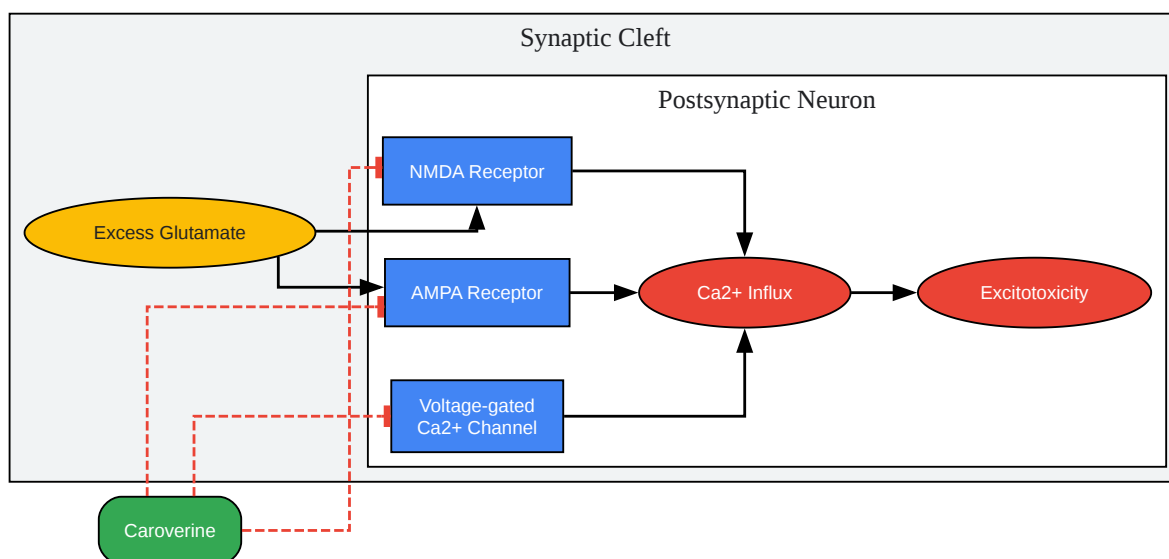 Synaptic Cleft
Postsynaptic Neuron
NMDA Receptor
Excess Glutamate
AMPA Receptor
Ca2+ Influx
Excitotoxicity
Voltage-gated
Ca2+ Channel
Caroverine